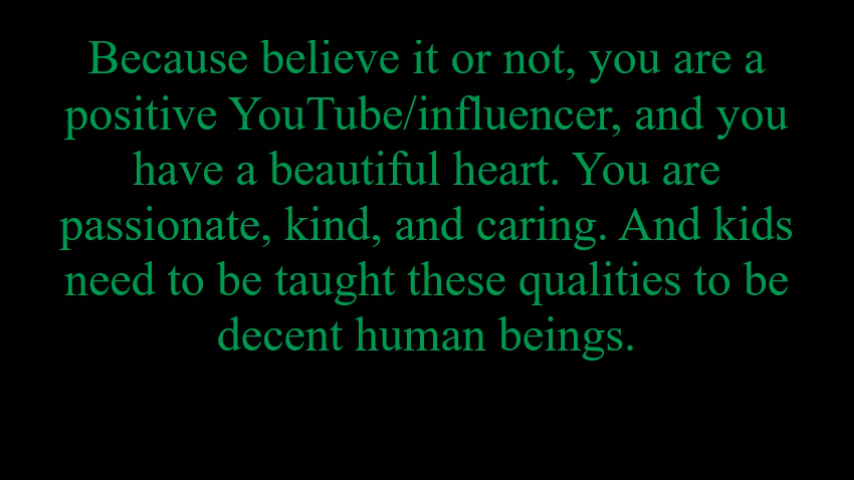 Because believe it or not, you are a
positive YouTube/influencer, and you
have a beautiful heart. You are
passionate, kind, and caring. And kids
need to be taught these qualities to be
decent human beings.